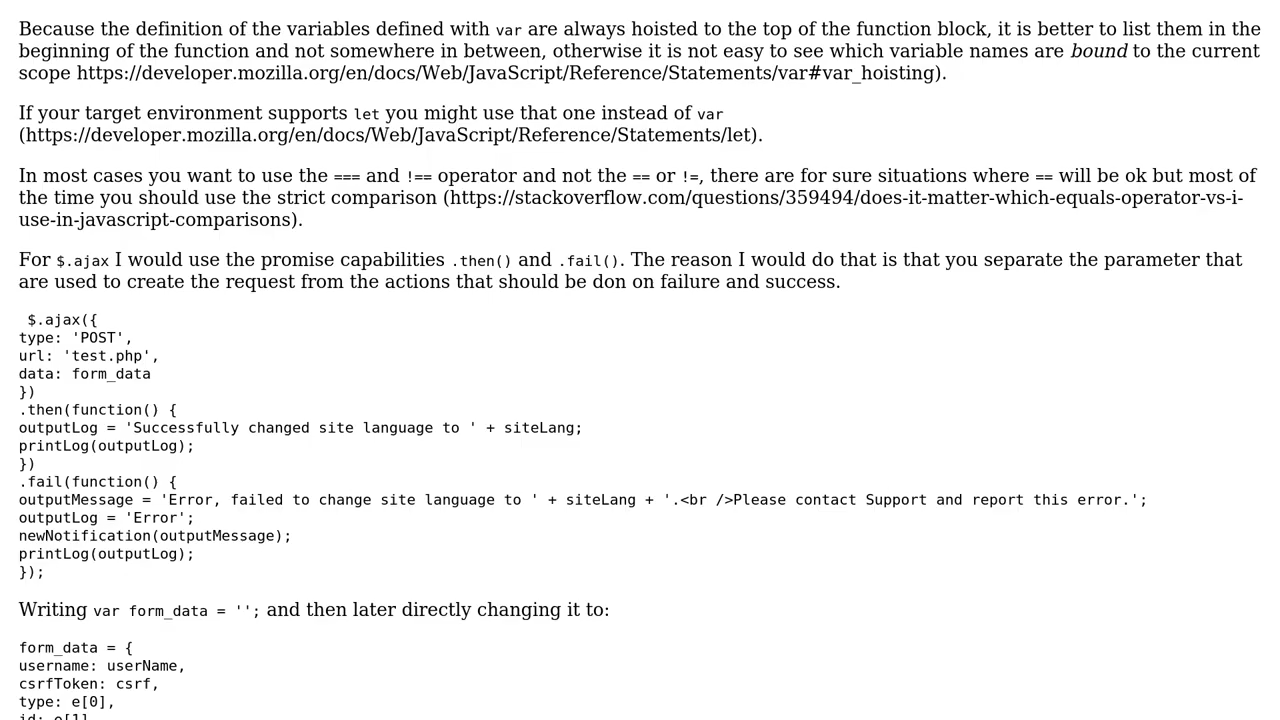 Because the definition of the variables defined with var are always hoisted to the top of the function block, it is better to list them in the
beginning of the function and not somewhere in between, otherwise it is not easy to see which variable names are bound to the current
scope https://developer.mozilla.org/en/docs/Web/JavaScript/Reference/Statements/var#var_hoisting).
If your target environment supports let you might use that one instead of var
(https://developer.mozilla.org/en/docs/Web/JavaScript/Reference/Statements/let).
In most cases you want to use the === and !== operator and not the == or !=, there are for sure situations where == will be ok but most of
the time you should use the strict comparison (https://stackoverflow.com/questions/359494/does-it-matter-which-equals-operator-vs-i-
use-in-javascript-comparisons).
For $.ajax I would use the promise capabilities .then() and .fail(). The reason I would do that is that you separate the parameter that
are used to create the request from the actions that should be don on failure and success.
$.ajax({
type: 'POST',
url: 'test.php',
data: form_data
})
.then(function() {
outputLog = 'Successfully changed site language to ' + siteLang;
printLog(outputLog);
})
.fail(function() {
outputMessage = 'Error, failed to change site language to ' + siteLang + '.<br />Please contact Support and report this error.';
outputLog = 'Error';
newNotification(outputMessage);
printLog(outputLog);
});
Writing var form_data = ''; and then later directly changing it to:
form_data = {
username: userName,
csrfToken: csrf,
type: e[0],
id: e[1]